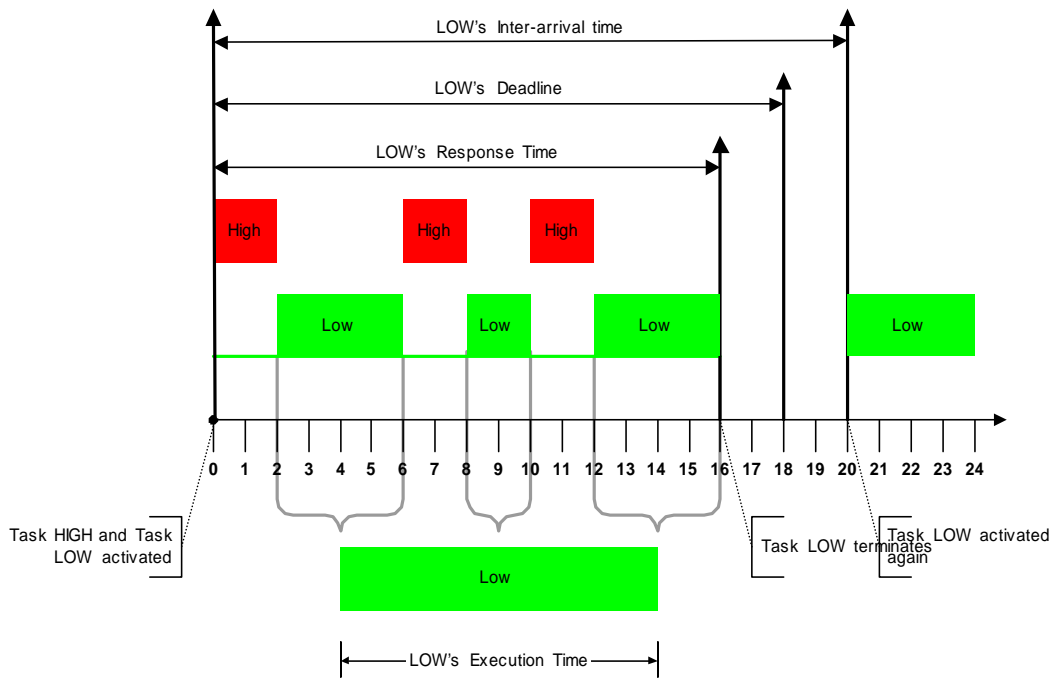 LOW's Inter-arrival time
LOW's Deadline
LOW's Response Time
High
High
High
Low
Low
Low
Low
0 1 2 3 4 5 6 7 8 9 10 11 12 13 14 15 16 17 18 19 20 21 22 23 24
Task HIGH and Task
LOW activated
Task LOW terminates
Task LOW activated
again
Low
LOW's Execution Time